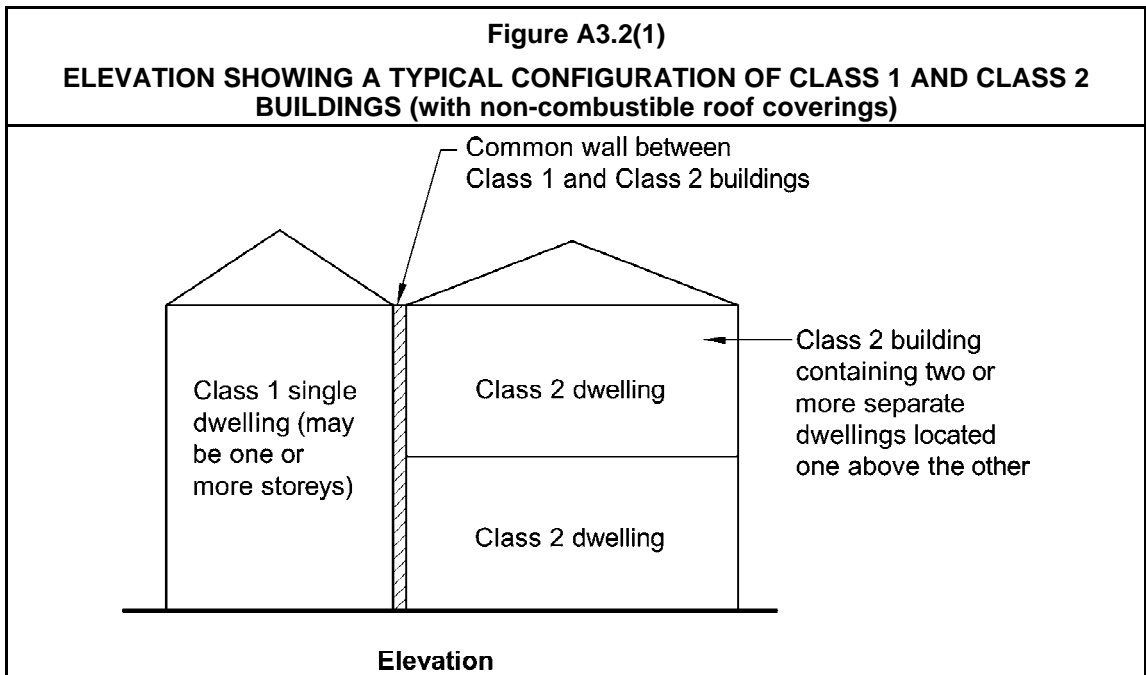 Figure A3.2(1)
ELEVATION SHOWING A TYPICAL CONFIGURATION OF CLASS 1 AND CLASS 2
BUILDINGS (with non-combustible roof coverings)
Common wall between
Class 1 and Class 2 buildings
Class 1 single
dwelling (may
be one or
more storeys)
Class 2 dwelling
Class 2 dwelling
Class 2 building
containing two or
more separate
dwellings located
one above the other
Elevation